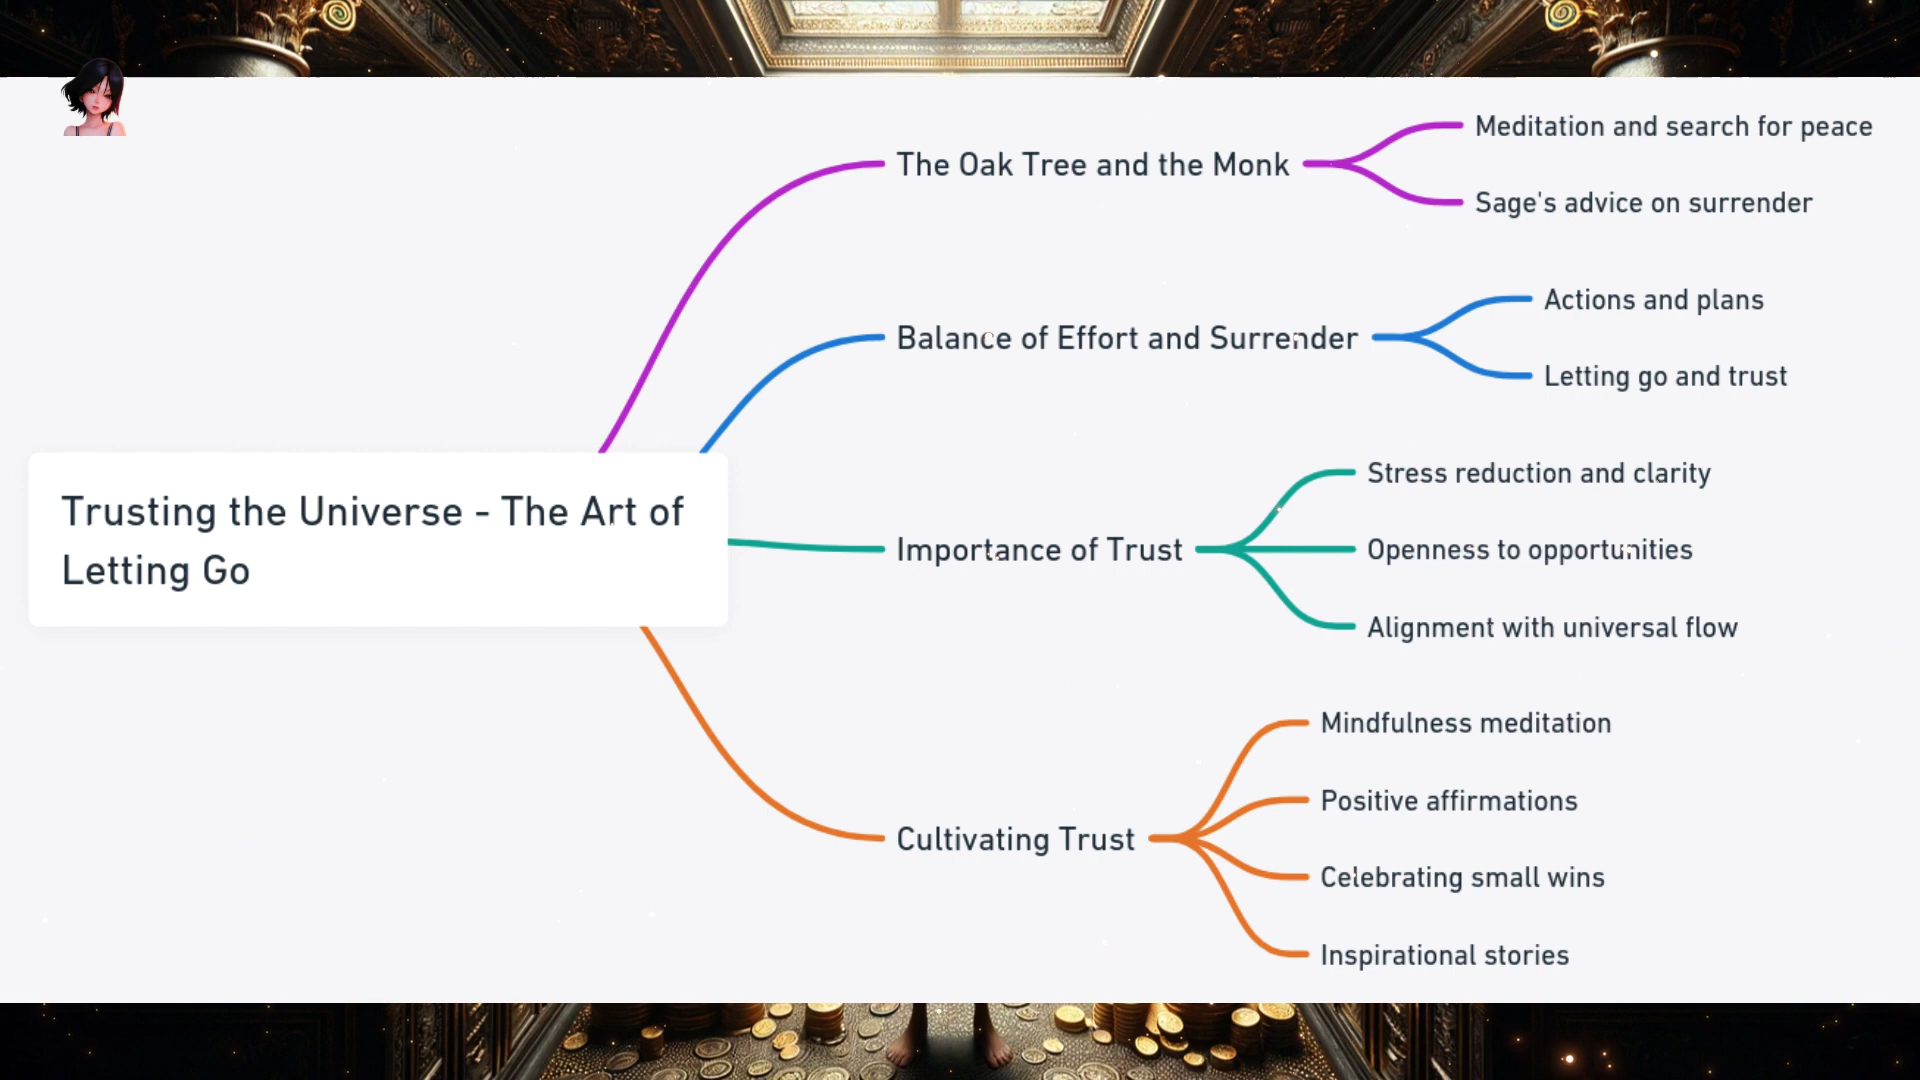 Trusting the Universe - The Art of
Letting Go
The Oak Tree and the Monk
Meditation and search for peace
Sage's advice on surrender
Balance of Effort and Surrender
Actions and plans
Letting go and trust
Importance of Trust
Stress reduction and clarity
Openness to opportunities
Alignment with universal flow
Cultivating Trust
Mindfulness meditation
Positive affirmations
Celebrating small wins
Inspirational stories